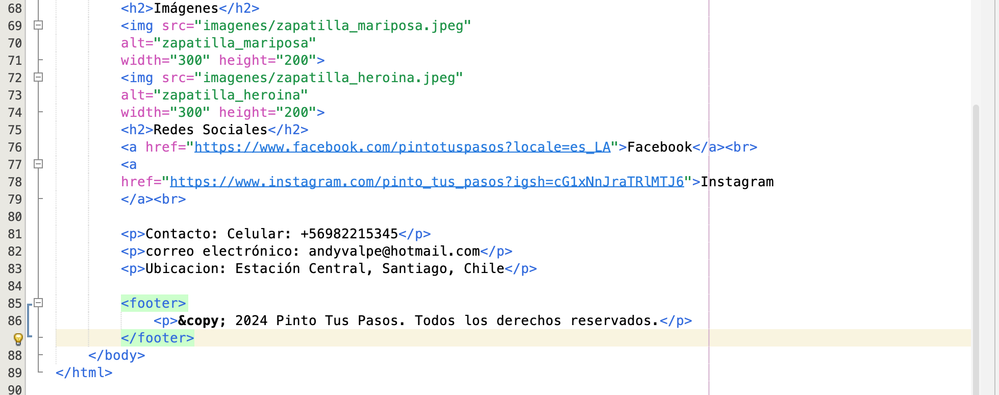 68 <h2>Imágenes</h2>
69 <img src="imagenes/zapatilla_mariposa.jpeg"
70 alt="zapatilla_mariposa"
71 width="300" height="200">
72 <img src="imagenes/zapatilla_heroina.jpeg"
73 alt="zapatilla_heroina"
74 width="300" height="200">
75 <h2>Redes Sociales</h2>
76 <a href="https://www.facebook.com/pintotuspasos?locale=es_LA">Facebook</a><br>
77 <a
78 href="https://www.instagram.com/pinto_tus_pasos?igsh=cG1xNnJraTRlMTJ6">Instagram
79 </a><br>
80
81 <p>Contacto: Celular: +56982215345</p>
82 <p>correo electrónico: andyvalpe@hotmail.com</p>
83 <p>Ubicacion: Estación Central, Santiago, Chile</p>
84
85 <footer>
86 <p>&copy; 2024 Pinto Tus Pasos. Todos los derechos reservados.</p>
</footer>
88 </body>
89 </html>
90